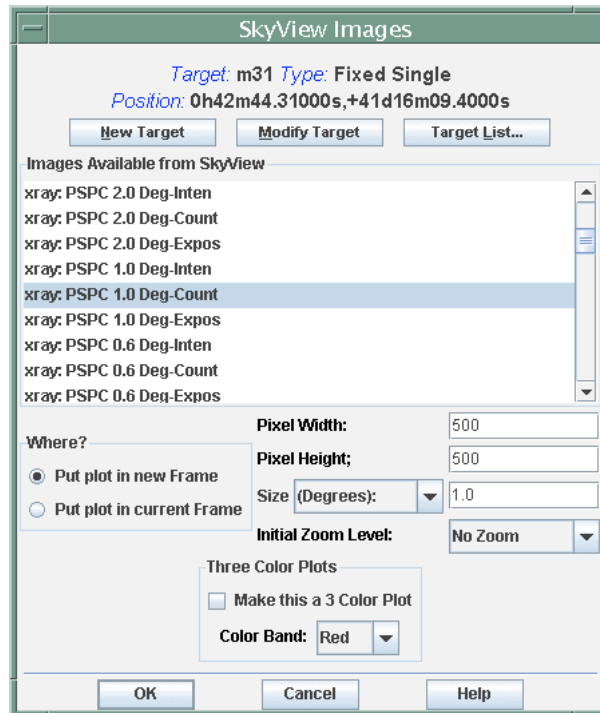 SkyView Images
Target: m31 Type: Fixed Single
Position: 0h42m44.31000s,+41d16m09.4000s
New Target Modify Target Target List...
Images Available from SkyView
xray: PSPC 2.0 Deg-Inten
xray: PSPC 2.0 Deg-Count
xray: PSPC 2.0 Deg-Expos
xray: PSPC 1.0 Deg-Inten
xray: PSPC 1.0 Deg-Count
xray: PSPC 1.0 Deg-Expos
xray: PSPC 0.6 Deg-Inten
xray: PSPC 0.6 Deg-Count
xray: PSPC 0.6 Deg-Expos
Where?
Put plot in new Frame
Put plot in current Frame
Pixel Width: 500
Pixel Height; 500
Size (Degrees): 1.0
Initial Zoom Level: No Zoom
Three Color Plots
Make this a 3 Color Plot
Color Band: Red
OK Cancel Help